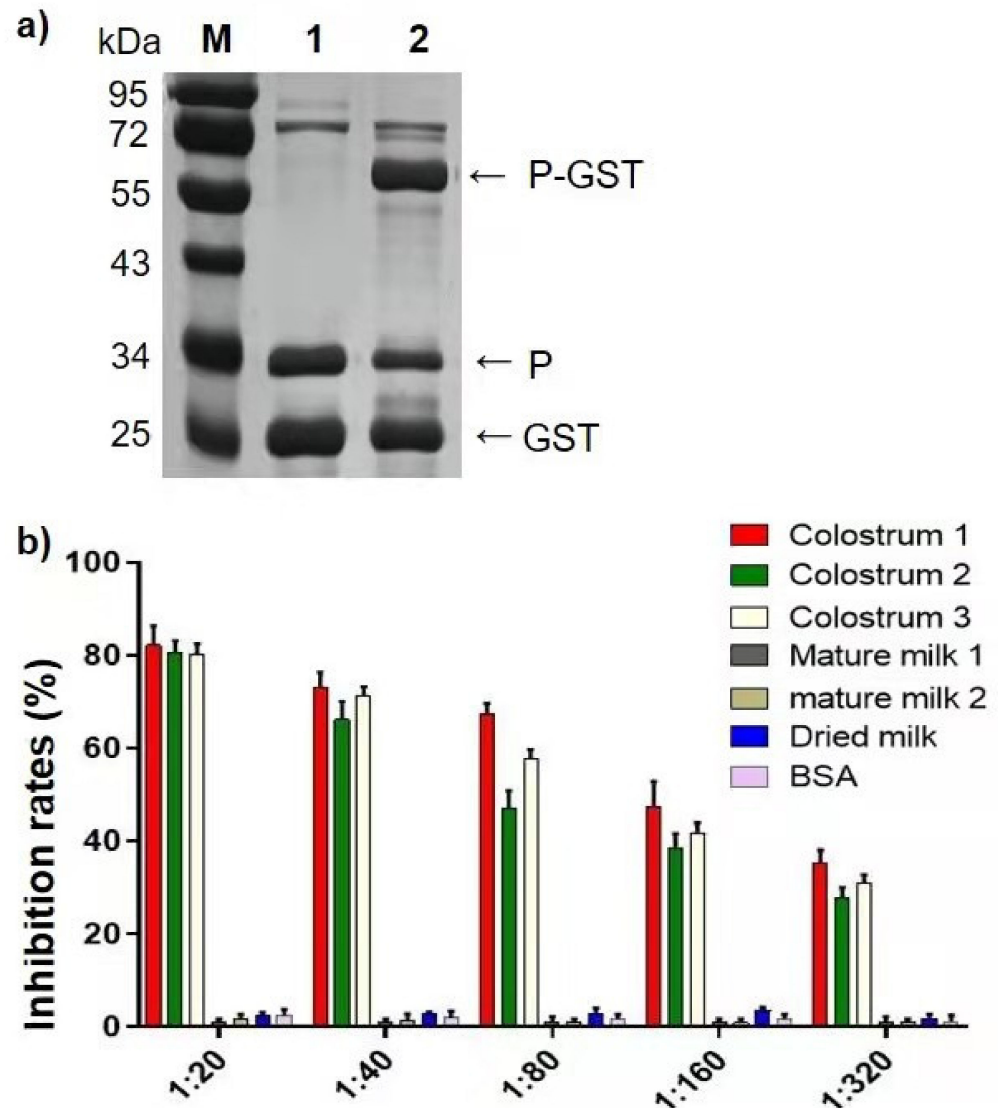 a)
kDa M 1 2
95
72
55
43
34
25
← P-GST
← P
← GST
b)
Inhibition rates (%)
100
80
60
40
20
0
1:20 1:40 1:80 1:160 1:320
Colostrum 1
Colostrum 2
Colostrum 3
Mature milk 1
mature milk 2
Dried milk
BSA